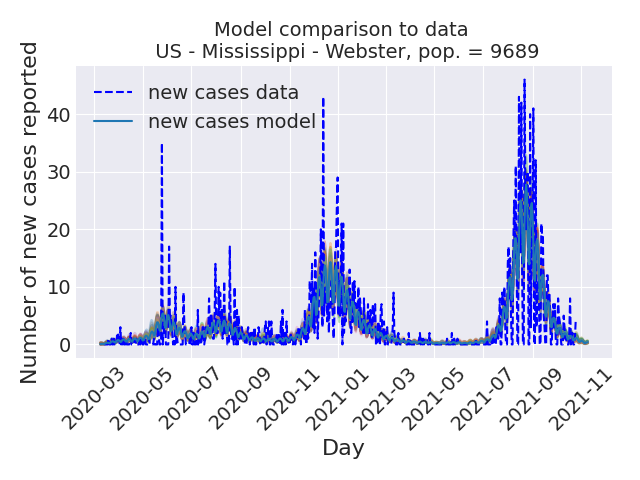 Model comparison to data
US - Mississippi - Webster, pop. = 9689
Number of new cases reported
new cases data
new cases model
40
30
20
10
0
2020-03
2020-05
2020-07
2020-09
2020-11
2021-01
2021-03
2021-05
2021-07
2021-09
2021-11
Day